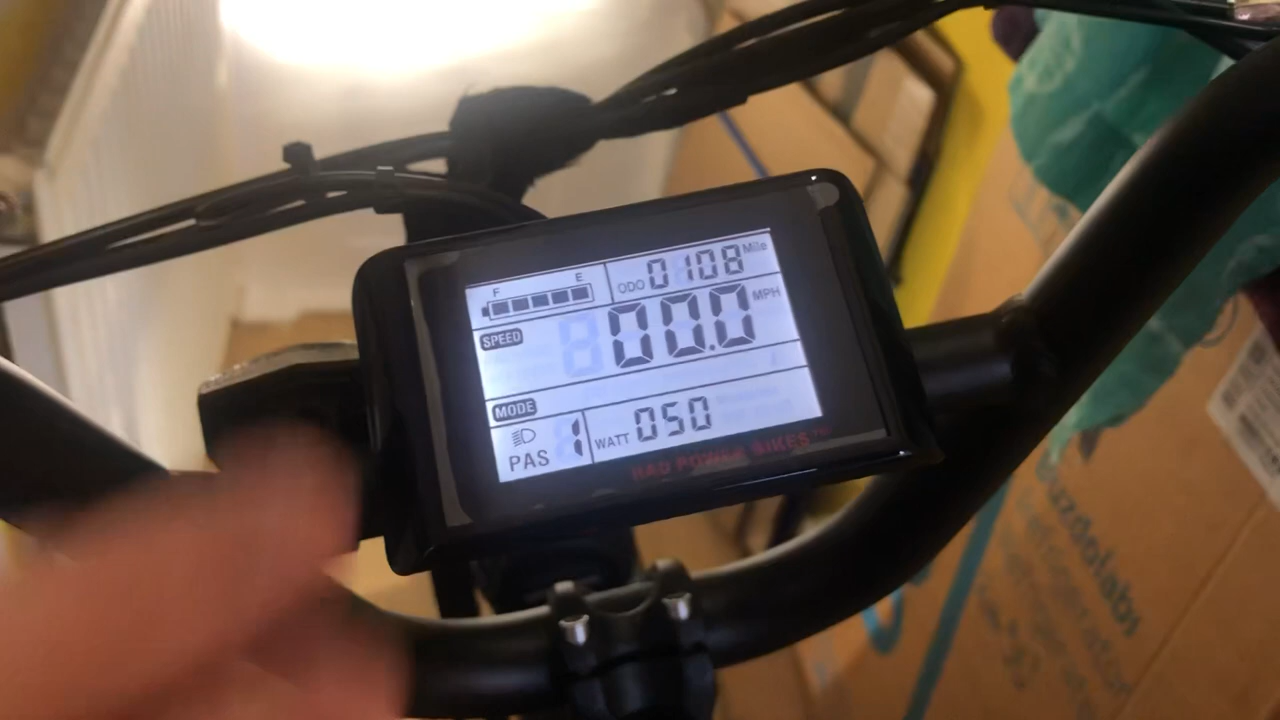 F E
ODO 0108 Mile
SPEED 00.0 MPH
MODE
PAS 1 WATT 050
RAD POWER BIKES